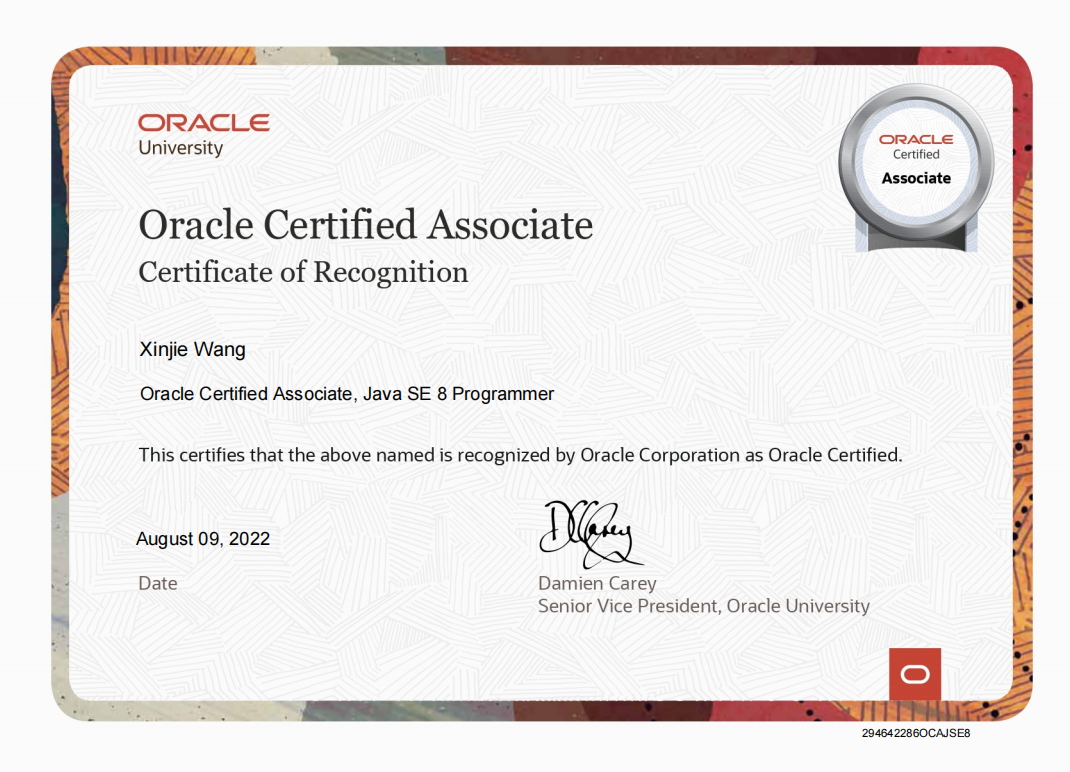 ORACLE
University
ORACLE
Certified
Associate
Oracle Certified Associate
Certificate of Recognition
Xinjie Wang
Oracle Certified Associate, Java SE 8 Programmer
This certifies that the above named is recognized by Oracle Corporation as Oracle Certified.
DCarey
August 09, 2022
Date
Damien Carey
Senior Vice President, Oracle University
294642286OCAJSE8